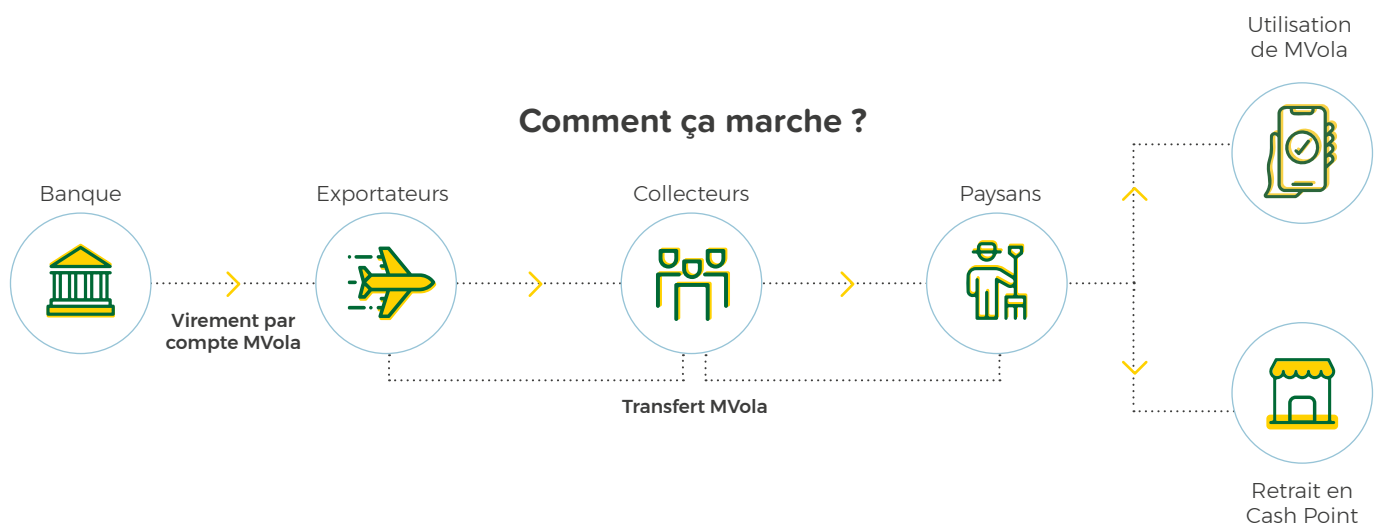 Utilisation
de MVola
Comment ça marche ?
Banque
Exportateurs
Collecteurs
Paysans
Virement par
compte MVola
Transfert MVola
Retrait en
Cash Point